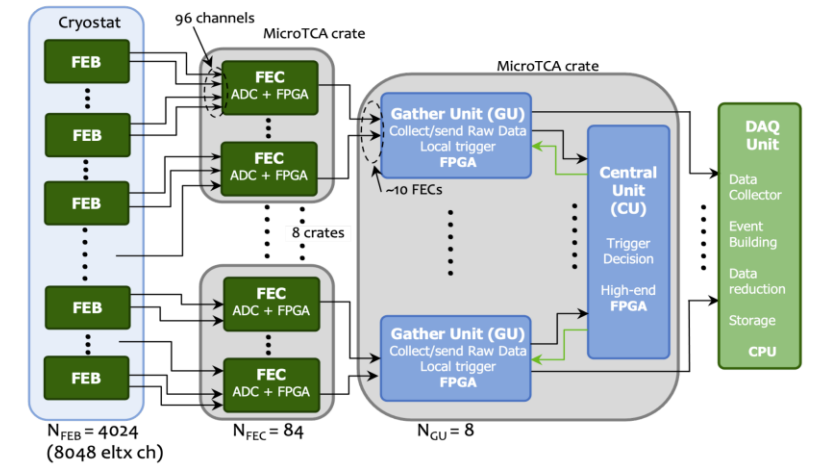 96 channels
Cryostat
MicroTCA crate
FEB
FEC
ADC + FPGA
MicroTCA crate
Gather Unit (GU)
Collect/send Raw Data
Local trigger
FPGA
DAQ
Unit
Data
Collector
Event
Building
Data
reduction
Storage
CPU
FEB
FEC
ADC + FPGA
Central
Unit
(CU)
Trigger
Decision
High-end
FPGA
FEB
~10 FECs
8 crates
FEB
FEC
ADC + FPGA
Gather Unit (GU)
Collect/send Raw Data
Local trigger
FPGA
FEB
FEC
ADC + FPGA
NFEB = 4024
(8048 eltx ch)
NFEC = 84
NGU = 8